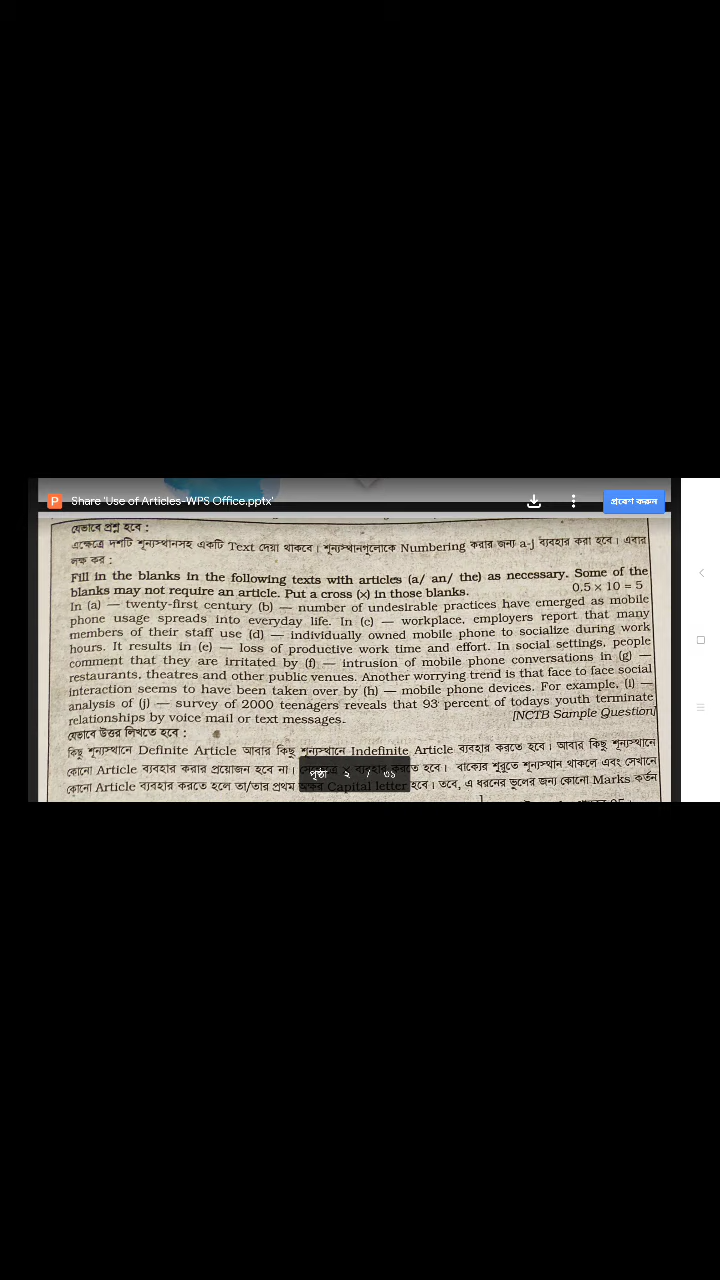 Share 'Use of Articles-WPS Office.pptx'
প্রবেশ করুন
যেভাবে প্রশ্ন হবে :
এক্ষেত্রে দশটি শূন্যস্থানসহ একটি Text দেয়া থাকবে। শূন্যস্থানগুলোকে Numbering করার জন্য a-J ব্যবহার করা হবে। এবার
লক্ষ কর :
Fill in the blanks in the following texts with articles (a/ an/ the) as necessary. Some of the
blanks may not require an article. Put a cross (x) in those blanks. 0.5 × 10 = 5
In (a) — twenty-first century (b) — number of undesirable practices have emerged as mobile
phone usage spreads into everyday life. In (c) — workplace, employers report that many
members of their staff use (d) — individually owned mobile phone to socialize during work
hours. It results in (e) — loss of productive work time and effort. In social settings, people
comment that they are irritated by (f) — intrusion of mobile phone conversations in (g) —
restaurants, theatres and other public venues. Another worrying trend is that face to face social
interaction seems to have been taken over by (h) — mobile phone devices. For example, (i) —
analysis of (j) — survey of 2000 teenagers reveals that 93 percent of todays youth terminate
relationships by voice mail or text messages. [NCTB Sample Question]
যেভাবে উত্তর লিখতে হবে :
কিছু শূন্যস্থানে Definite Article আবার কিছু শূন্যস্থানে Indefinite Article ব্যবহার করতে হবে। আবার কিছু শূন্যস্থানে
কোনো Article ব্যবহার করার প্রয়োজন হবে না। সেক্ষেত্রে × ব্যবহার করতে হবে। বাক্যের শুরুতে শূন্যস্থান থাকলে এবং সেখানে
কোনো Article ব্যবহার করতে হলে তা/তার প্রথম অক্ষর Capital letter হবে। তবে, এ ধরনের ভুলের জন্য কোনো Marks কর্তন
পৃষ্ঠা ২ / ৩১